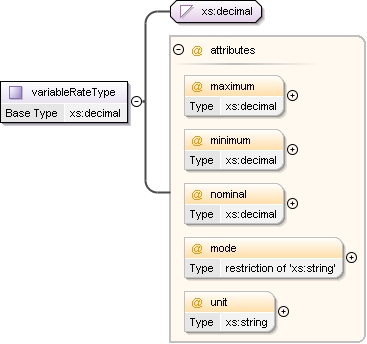 xs:decimal
@ attributes
variableRateType
Base Type xs:decimal
@ maximum
Type xs:decimal
@ minimum
Type xs:decimal
@ nominal
Type xs:decimal
@ mode
Type restriction of 'xs:string'
@ unit
Type xs:string